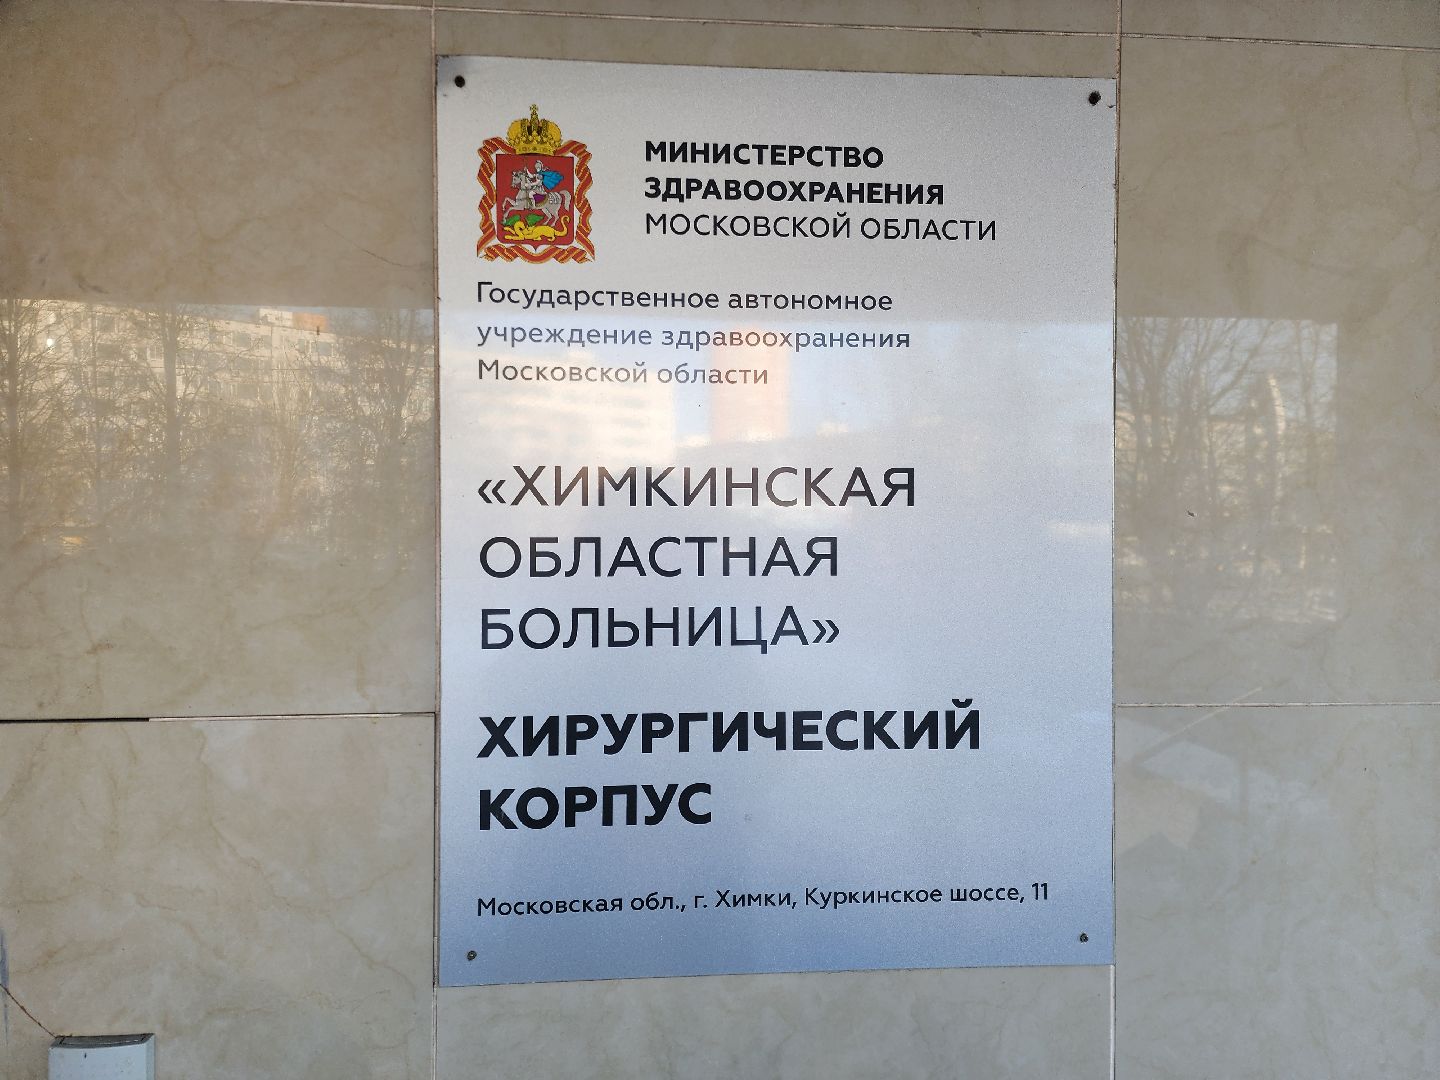 МИНИСТЕРСТВО
ЗДРАВООХРАНЕНИЯ
МОСКОВСКОЙ ОБЛАСТИ
Государственное автономное
учреждение здравоохранения
Московской области
«ХИМКИНСКАЯ
ОБЛАСТНАЯ
БОЛЬНИЦА»
ХИРУРГИЧЕСКИЙ
КОРПУС
Московская обл., г. Химки, Куркинское шоссе, 11